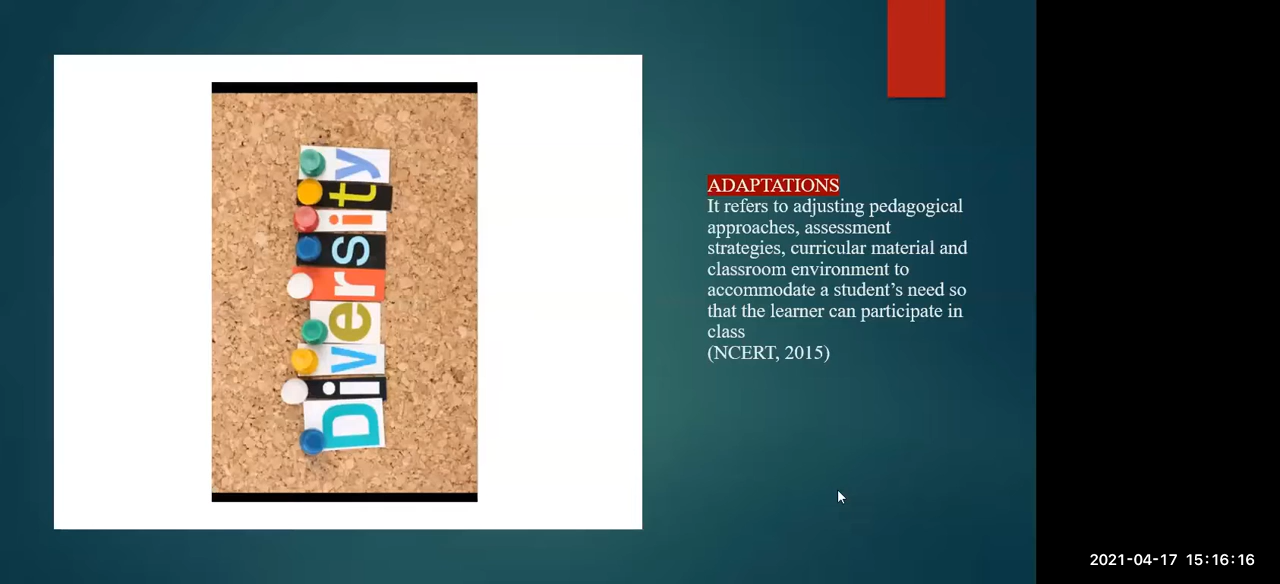 Diversity
ADAPTATIONS
It refers to adjusting pedagogical
approaches, assessment
strategies, curricular material and
classroom environment to
accommodate a student’s need so
that the learner can participate in
class
(NCERT, 2015)
2021-04-17 15:16:16